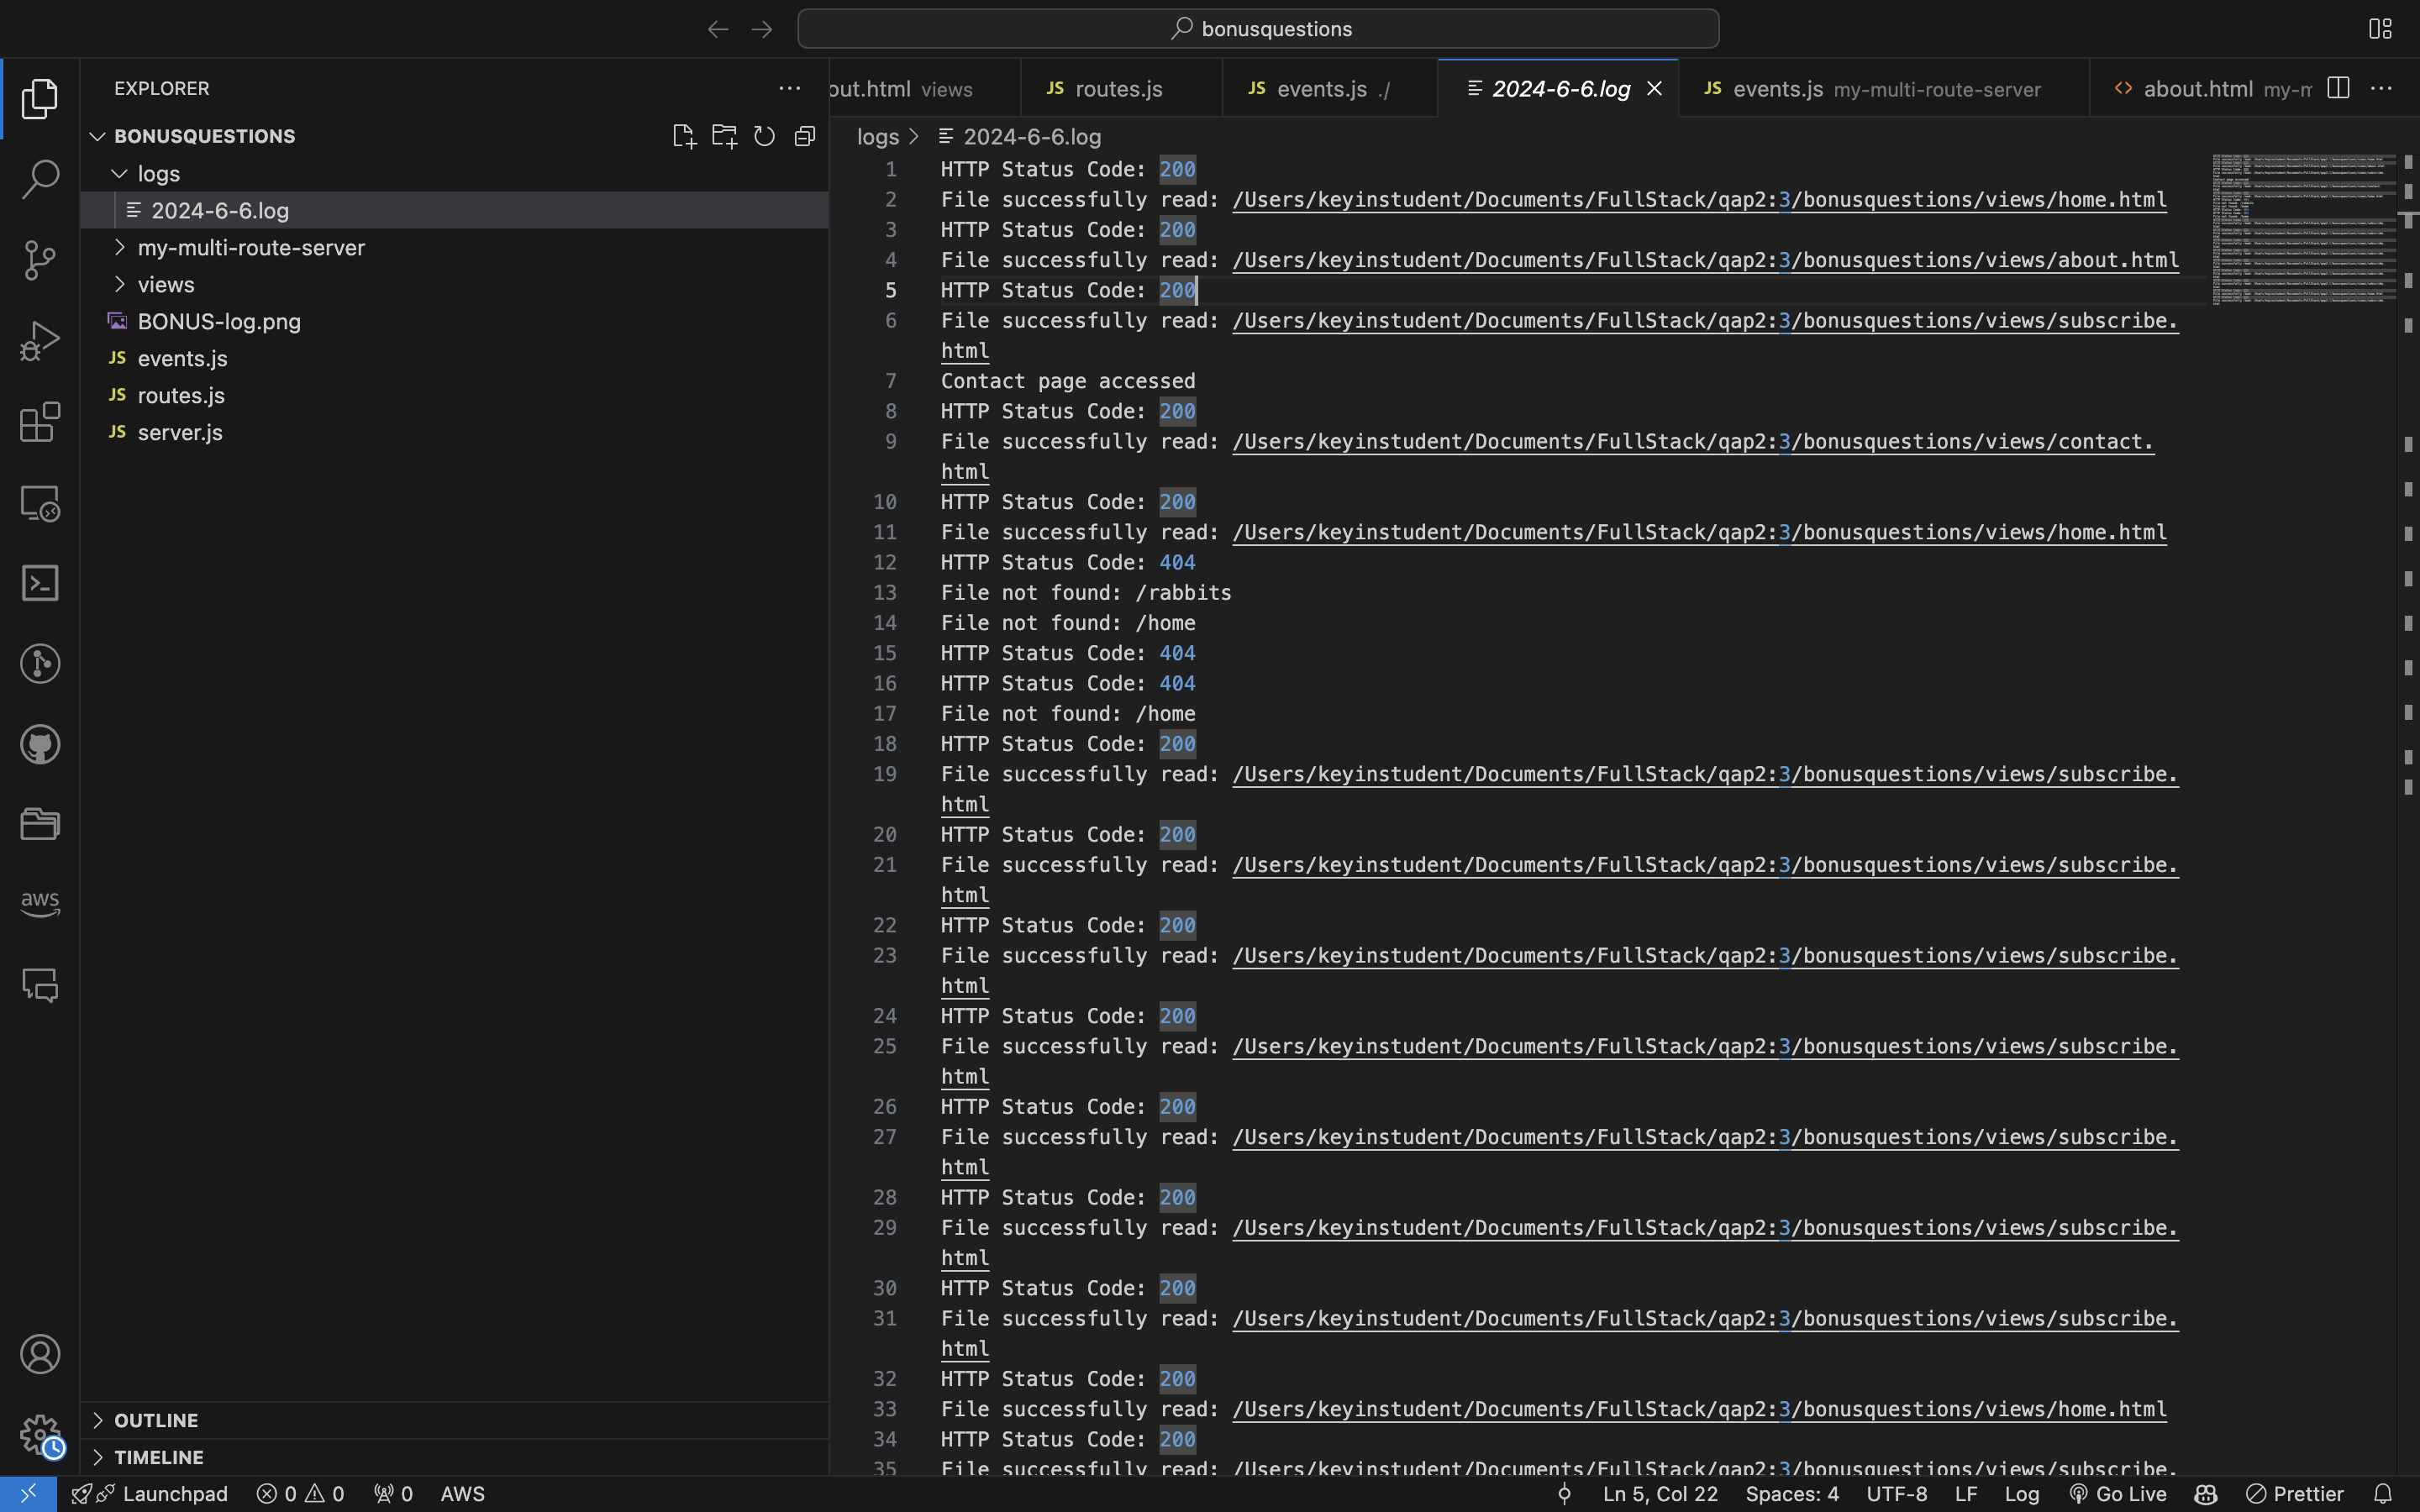 bonusquestions
EXPLORER
BONUSQUESTIONS
logs
2024-6-6.log
my-multi-route-server
views
BONUS-log.png
JS events.js
JS routes.js
JS server.js
OUTLINE
TIMELINE
aws
out.html views
JS routes.js
JS events.js ./
2024-6-6.log
JS events.js my-multi-route-server
about.html my-m
logs > 2024-6-6.log
1 HTTP Status Code: 200
2 File successfully read: /Users/keyinstudent/Documents/FullStack/qap2:3/bonusquestions/views/home.html
3 HTTP Status Code: 200
4 File successfully read: /Users/keyinstudent/Documents/FullStack/qap2:3/bonusquestions/views/about.html
5 HTTP Status Code: 200
6 File successfully read: /Users/keyinstudent/Documents/FullStack/qap2:3/bonusquestions/views/subscribe.
html
7 Contact page accessed
8 HTTP Status Code: 200
9 File successfully read: /Users/keyinstudent/Documents/FullStack/qap2:3/bonusquestions/views/contact.
html
10 HTTP Status Code: 200
11 File successfully read: /Users/keyinstudent/Documents/FullStack/qap2:3/bonusquestions/views/home.html
12 HTTP Status Code: 404
13 File not found: /rabbits
14 File not found: /home
15 HTTP Status Code: 404
16 HTTP Status Code: 404
17 File not found: /home
18 HTTP Status Code: 200
19 File successfully read: /Users/keyinstudent/Documents/FullStack/qap2:3/bonusquestions/views/subscribe.
html
20 HTTP Status Code: 200
21 File successfully read: /Users/keyinstudent/Documents/FullStack/qap2:3/bonusquestions/views/subscribe.
html
22 HTTP Status Code: 200
23 File successfully read: /Users/keyinstudent/Documents/FullStack/qap2:3/bonusquestions/views/subscribe.
html
24 HTTP Status Code: 200
25 File successfully read: /Users/keyinstudent/Documents/FullStack/qap2:3/bonusquestions/views/subscribe.
html
26 HTTP Status Code: 200
27 File successfully read: /Users/keyinstudent/Documents/FullStack/qap2:3/bonusquestions/views/subscribe.
html
28 HTTP Status Code: 200
29 File successfully read: /Users/keyinstudent/Documents/FullStack/qap2:3/bonusquestions/views/subscribe.
html
30 HTTP Status Code: 200
31 File successfully read: /Users/keyinstudent/Documents/FullStack/qap2:3/bonusquestions/views/subscribe.
html
32 HTTP Status Code: 200
33 File successfully read: /Users/keyinstudent/Documents/FullStack/qap2:3/bonusquestions/views/home.html
34 HTTP Status Code: 200
35 File successfully read: /Users/keyinstudent/Documents/FullStack/qap2:3/bonusquestions/views/subscribe.
Launchpad 0 0 0 AWS Ln 5, Col 22 Spaces: 4 UTF-8 LF Log Go Live Prettier